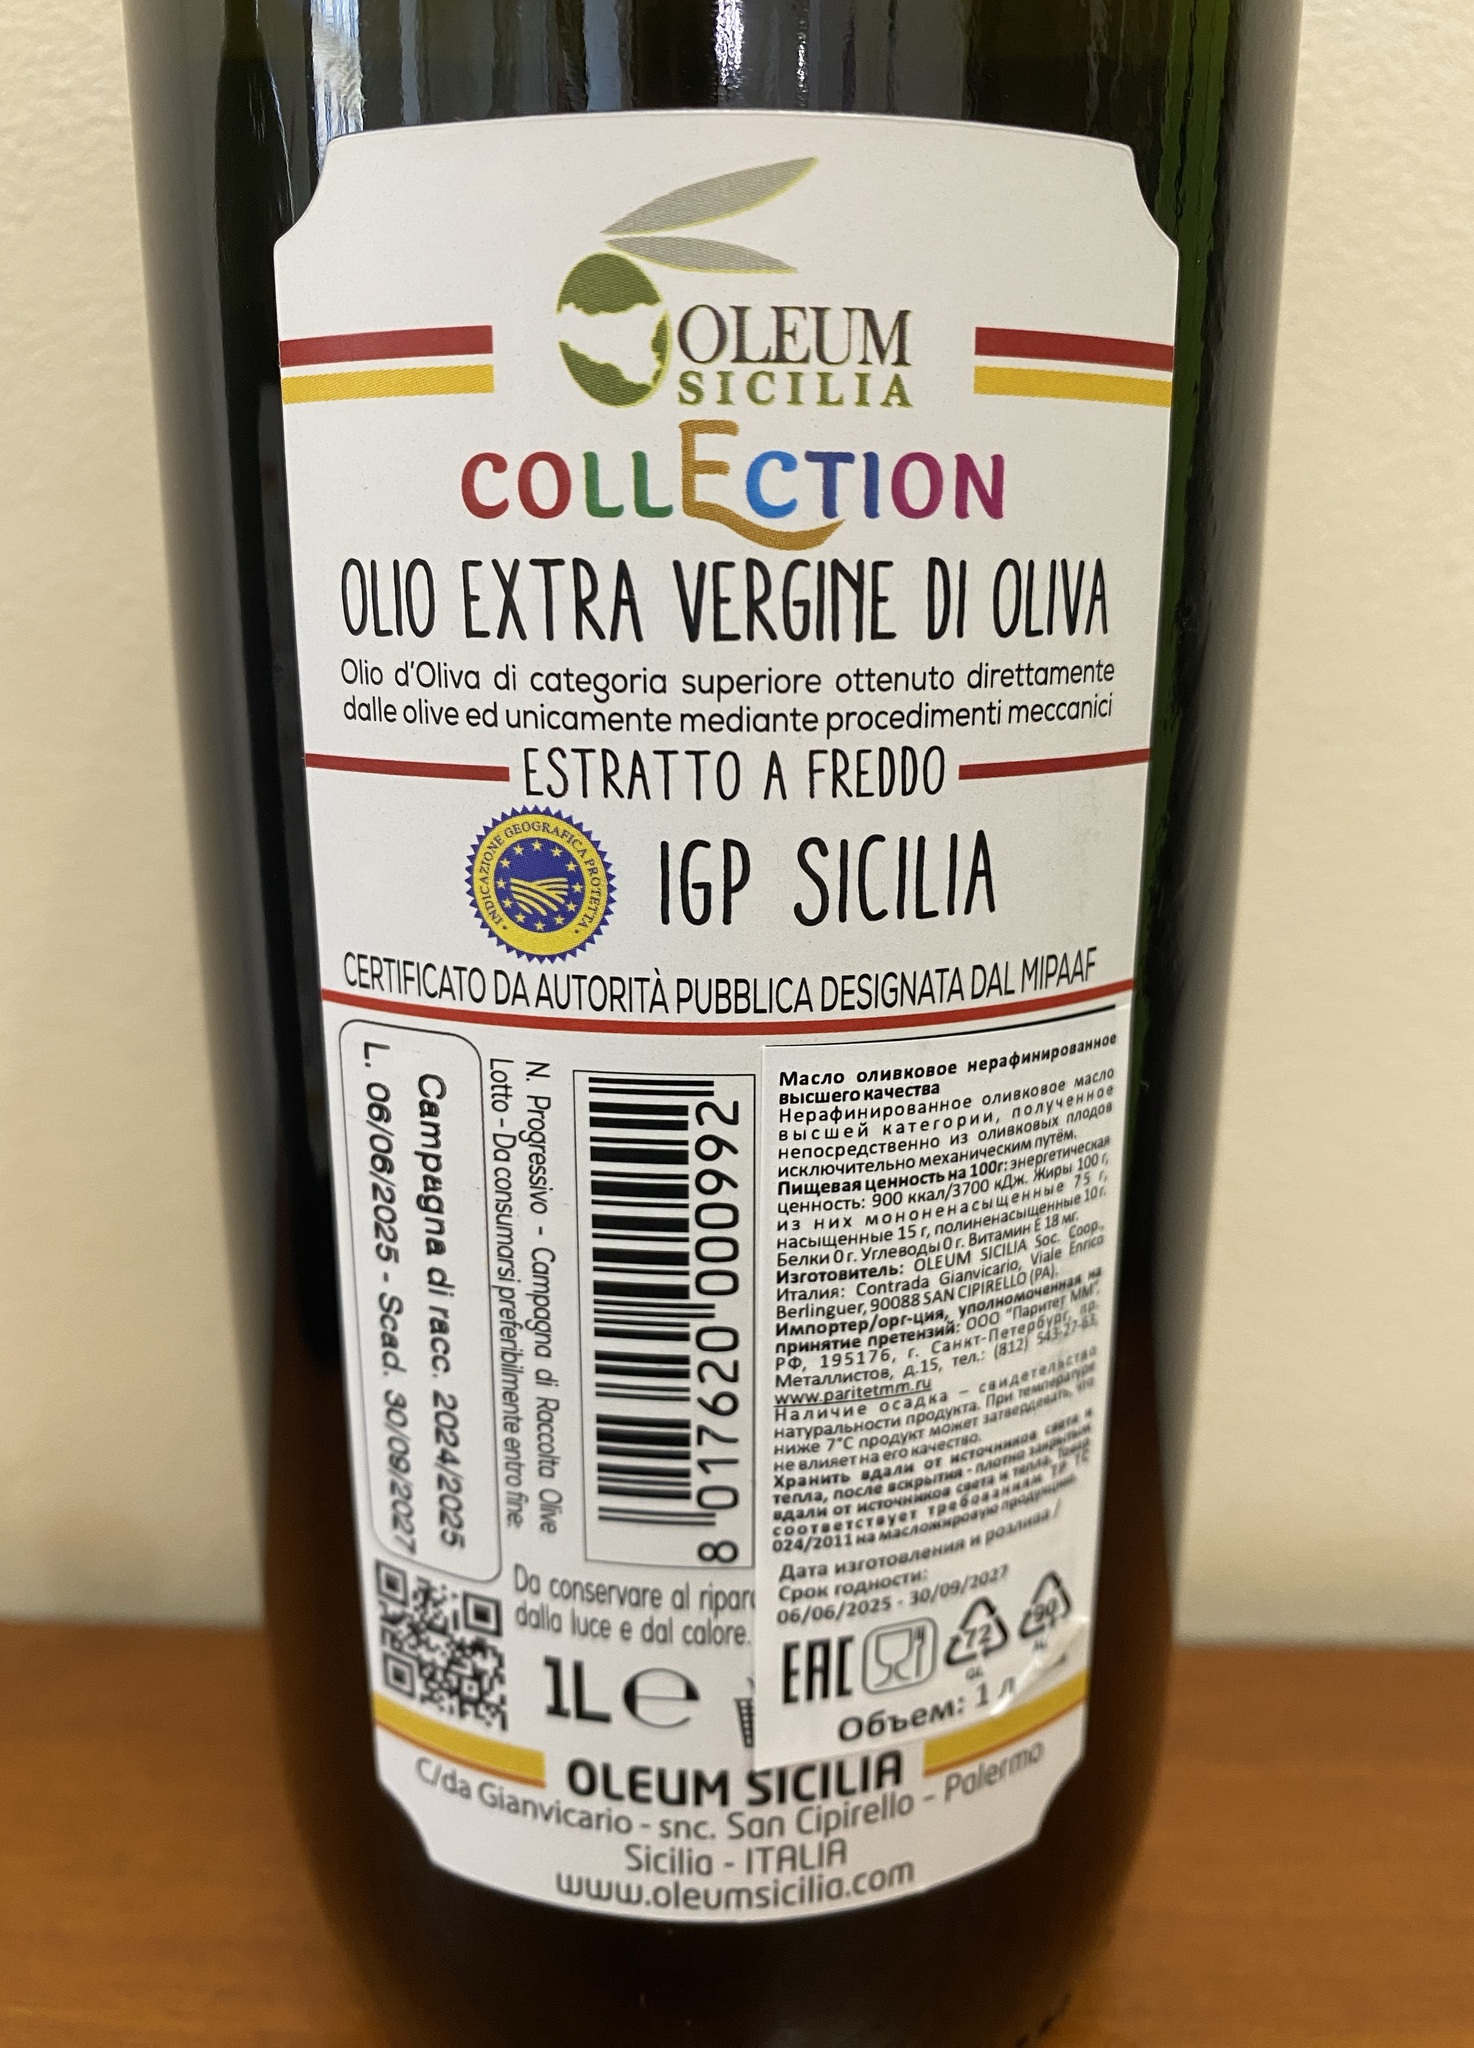 OLEUM
SICILIA
COLLECTION
OLIO EXTRA VERGINE DI OLIVA
Olio d'Oliva di categoria superiore ottenuto direttamente
dalle olive ed unicamente mediante procedimenti meccanici
ESTRATTO A FREDDO
INDICAZIONE GEOGRAFICA PROTETTA
IGP SICILIA
CERTIFICATO DA AUTORITÀ PUBBLICA DESIGNATA DAL MIPAAF
Campagna di racc. 2024/2025
L. 06/06/2025 - Scad. 30/09/2027
N. Progressivo - Campagna di Raccolta Olive
Lotto - Da consumarsi preferibilmente entro fine:
2660009920 01762 8
Da conservare al ripar
dalla luce e dal calore.
1L e
Масло оливковое нерафинированное
высшего качества
Нерафинированное оливковое масло
высшей категории, полученное
непосредственно из оливковых плодов
исключительно механическим путём.
Пищевая ценность на 100г: энергетическая
ценность: 900 ккал/3700 кДж. Жиры 100 г,
из них мононенасыщенные 75 г,
насыщенные 15 г, полиненасыщенные 10г.
Белки 0 г. Углеводы 0 г. Витамин Е 18 мг.
Изготовитель: OLEUM SICILIA Soc. Coop.,
Италия: Contrada Gianvicario, Viale Enrico
Berlinguer, 90088 SAN CIPIRELLO (PA).
Импортер/орг-ция, уполномоченная на
принятие претензий: ООО "Паритет ММ".
РФ, 195176, г. Санкт-Петербург, пр.
Металлистов, д.15, тел.: (812) 543-27-63,
www.paritetmm.ru
Наличие осадка – свидетельство
натуральности продукта. При температуре
ниже 7°С продукт может затвердевать, что
не влияет на его качество.
Хранить вдали от источников света и
тепла, после вскрытия - плотно закрытым
вдали от источников света и тепла. Товар
соответствует требованиям ТР ТС
024/2011 на масложировую продукцию.
Дата изготовления и розлива /
Срок годности:
06/06/2025 - 30/09/2027
EAC
72
GL
90
Объем: 1 л
OLEUM SICILIA
C/da Gianvicario - snc. San Cipirello - Palermo
Sicilia - ITALIA
www.oleumsicilia.com